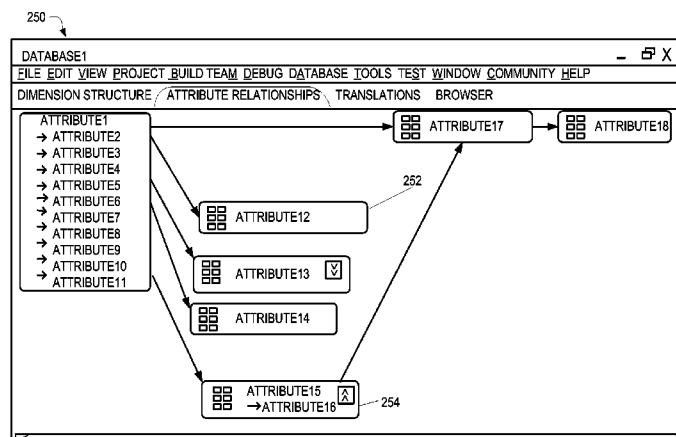 250
DATABASE1
FILE EDIT VIEW PROJECT BUILD TEAM DEBUG DATABASE TOOLS TEST WINDOW COMMUNITY HELP
DIMENSION STRUCTURE ATTRIBUTE RELATIONSHIPS TRANSLATIONS BROWSER
ATTRIBUTE1
→ ATTRIBUTE2
→ ATTRIBUTE3
→ ATTRIBUTE4
→ ATTRIBUTE5
→ ATTRIBUTE6
→ ATTRIBUTE7
→ ATTRIBUTE8
→ ATTRIBUTE9
→ ATTRIBUTE10
→ ATTRIBUTE11
ATTRIBUTE17
ATTRIBUTE18
252
ATTRIBUTE12
ATTRIBUTE13
ATTRIBUTE14
ATTRIBUTE15
→ATTRIBUTE16
254